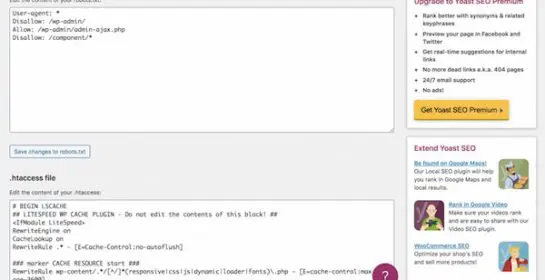 Edit the content of your robots.txt:
User-agent: *
Disallow: /wp-admin/
Allow: /wp-admin/admin-ajax.php
Disallow: /component/*
Save changes to robots.txt
.htaccess file
Edit the content of your .htaccess:
# BEGIN LSCACHE
## LITESPEED WP CACHE PLUGIN - Do not edit the contents of this block! ##
<IfModule LiteSpeed>
RewriteEngine on
CacheLookup on
RewriteRule .* - [E=Cache-Control:no-autoflush]
### marker CACHE RESOURCE start ###
RewriteRule wp-content/.*/[^/]*(responsive|css|js|dynamic|loader|fonts)\.php - [E=cache-control:max
?
Upgrade to Yoast SEO Premium
• Rank better with synonyms & related
keyphrases
• Preview your page in Facebook and
Twitter
• Get real-time suggestions for internal
links
• No more dead links a.k.a. 404 pages
• 24/7 email support
• No ads!
Get Yoast SEO Premium ›
Extend Yoast SEO
Be found on Google Maps!
Our Local SEO plugin will help
you rank in Google Maps and
local results.
Rank in Google Video
Make sure your videos rank
and are easy to share with our
Video SEO plugin.
WooCommerce SEO
Optimize your shop's SEO and
sell more products!